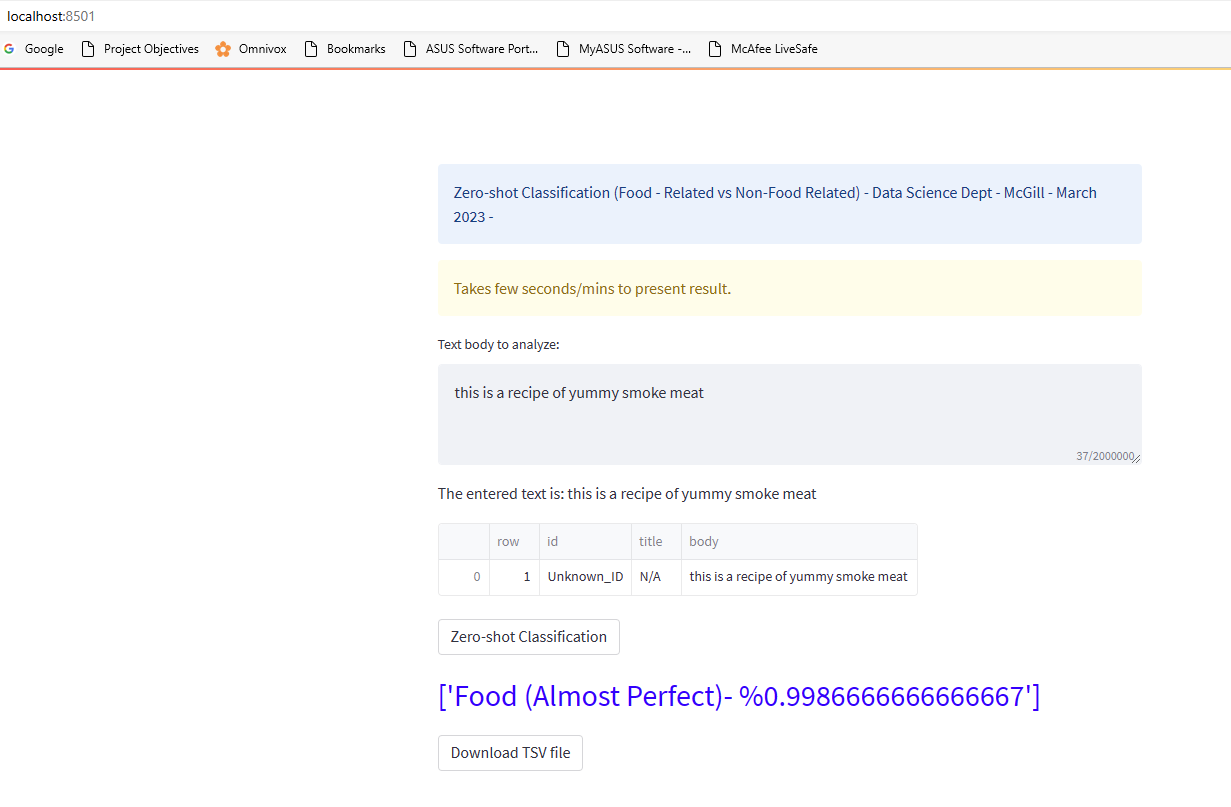 localhost:8501
Google Project Objectives Omnivox Bookmarks ASUS Software Port... MyASUS Software -... McAfee LiveSafe
Zero-shot Classification (Food - Related vs Non-Food Related) - Data Science Dept - McGill - March
2023 -
Takes few seconds/mins to present result.
Text body to analyze:
this is a recipe of yummy smoke meat
37/2000000
The entered text is: this is a recipe of yummy smoke meat
row id title body
0 1 Unknown_ID N/A this is a recipe of yummy smoke meat
Zero-shot Classification
['Food (Almost Perfect)- %0.9986666666666667']
Download TSV file